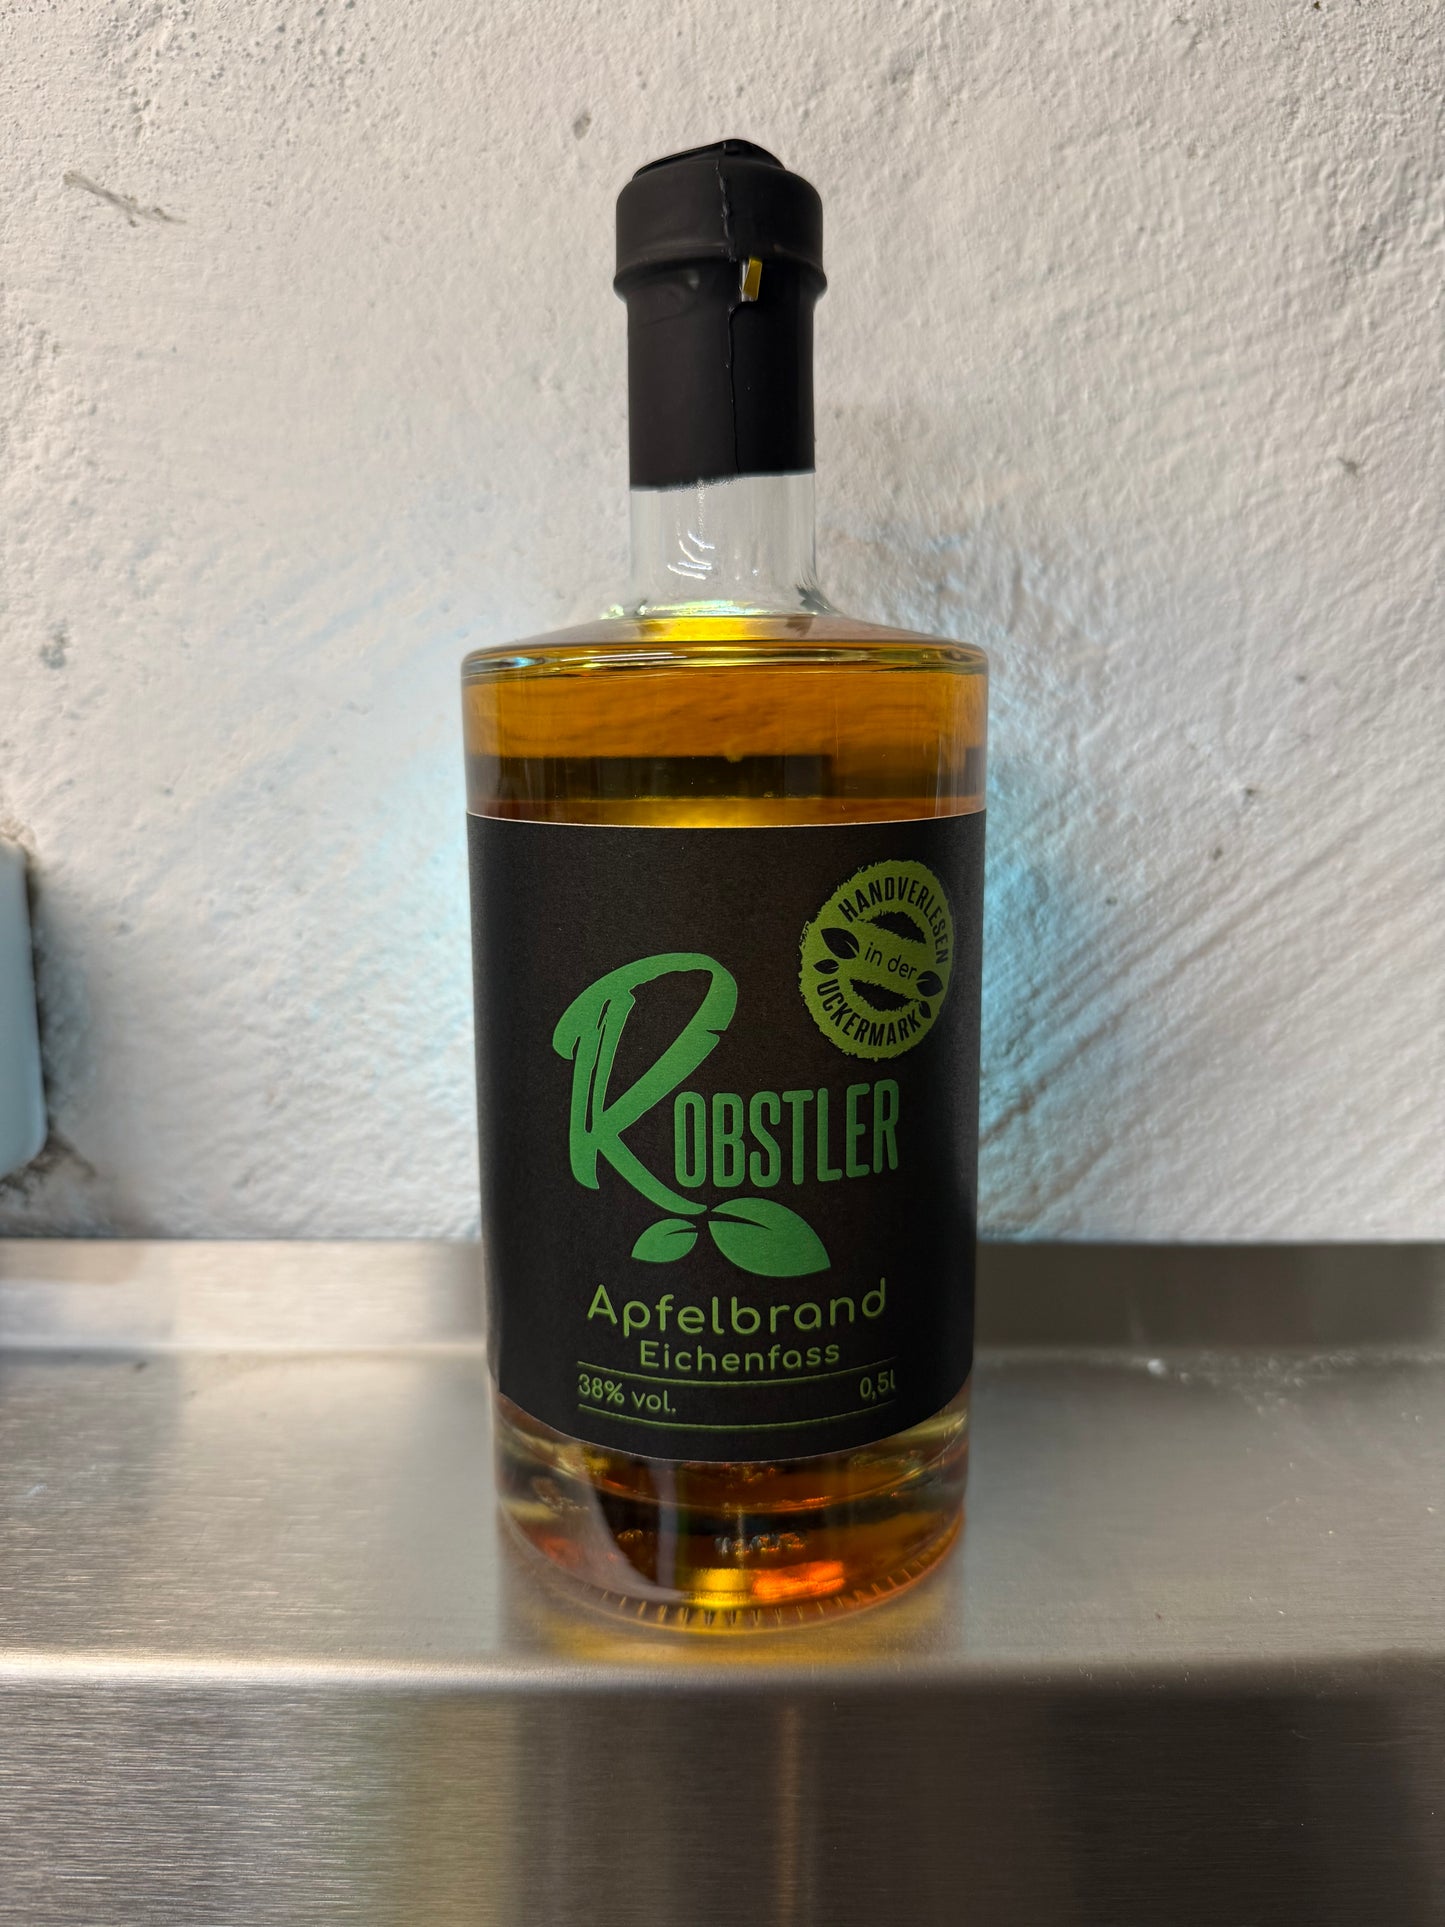 HANDVERLESEN
in der
UCKERMARK
ROBSTLER
Apfelbrand
Eichenfass
38% vol. 0,5l